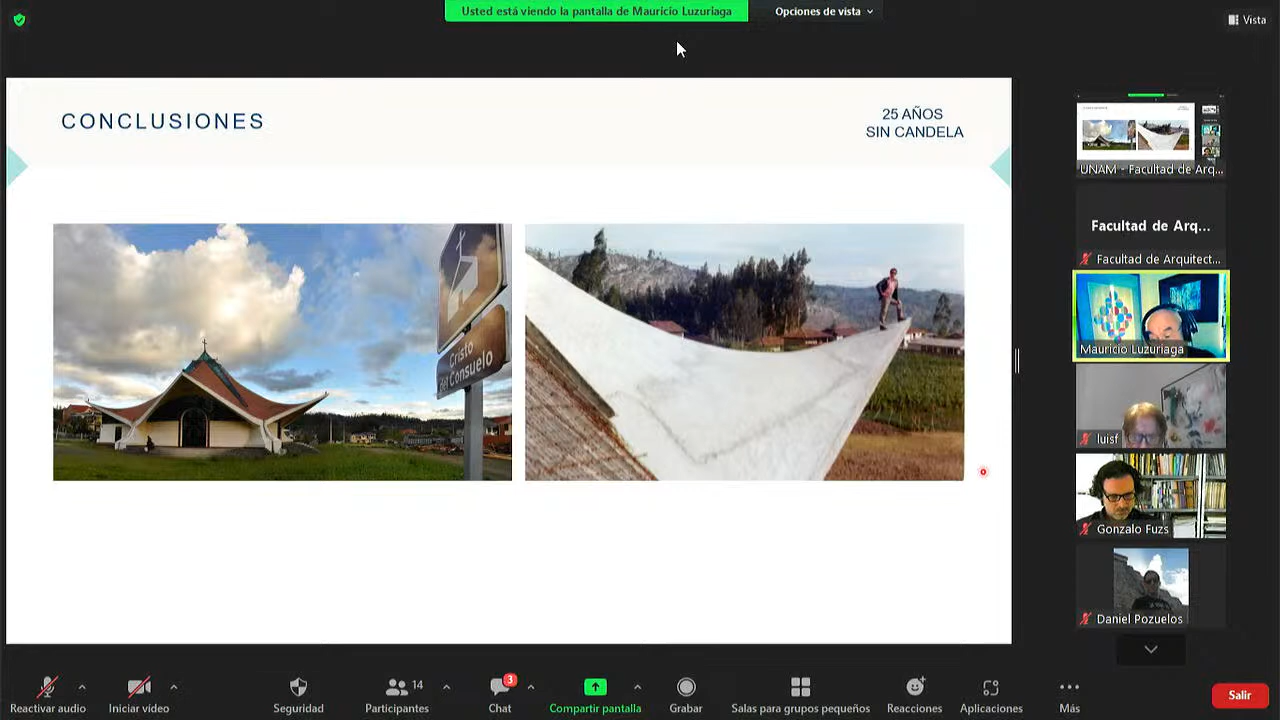 Usted está viendo la pantalla de Mauricio Luzuriaga
Opciones de vista
Vista
CONCLUSIONES
25 AÑOS
SIN CANDELA
Cristo
del Consuelo
UNAM - Facultad de Arq...
Facultad de Arq...
Facultad de Arquitect...
Mauricio Luzuriaga
luisf
Gonzalo Fuzs
Daniel Pozuelos
Reactivar audio
Iniciar vídeo
Seguridad
14
Participantes
3
Chat
Compartir pantalla
Grabar
Salas para grupos pequeños
Reacciones
Aplicaciones
Más
Salir